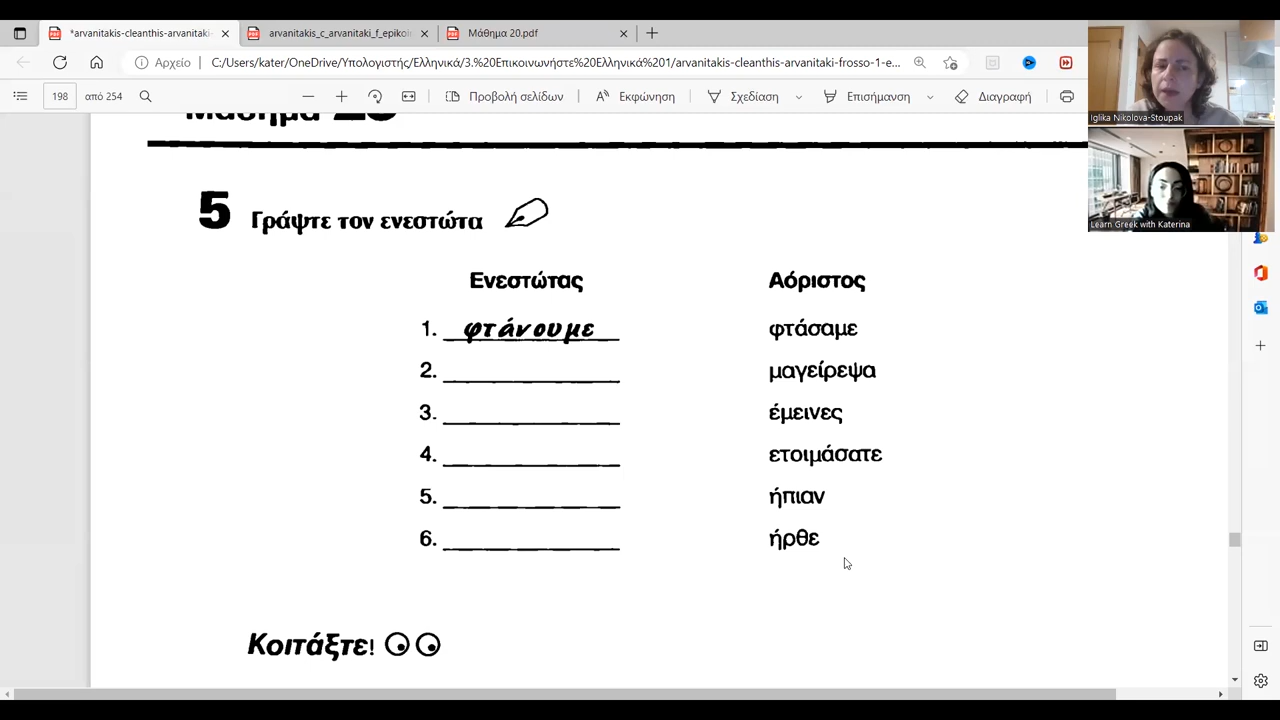 *arvanitakis-cleanthis-arvanitaki-
arvanitakis_c_arvanitaki_f_epikoi
Μάθημα 20.pdf
Αρχείο
C:/Users/kater/OneDrive/Υπολογιστής/Ελληνικά/3.%20Επικοινωνήστε%20Ελληνικά%201/arvanitakis-cleanthis-arvanitaki-frosso-1-e...
198 από 254
Προβολή σελίδων
Εκφώνηση
Σχεδίαση
Επισήμανση
Διαγραφή
Iglika Nikolova-Stoupak
Learn Greek with Katerina
Μάθημα
5 Γράψτε τον ενεστώτα
Ενεστώτας Αόριστος
1. φτάνουμε φτάσαμε
2. μαγείρεψα
3. έμεινες
4. ετοιμάσατε
5. ήπιαν
6. ήρθε
Κοιτάξτε!